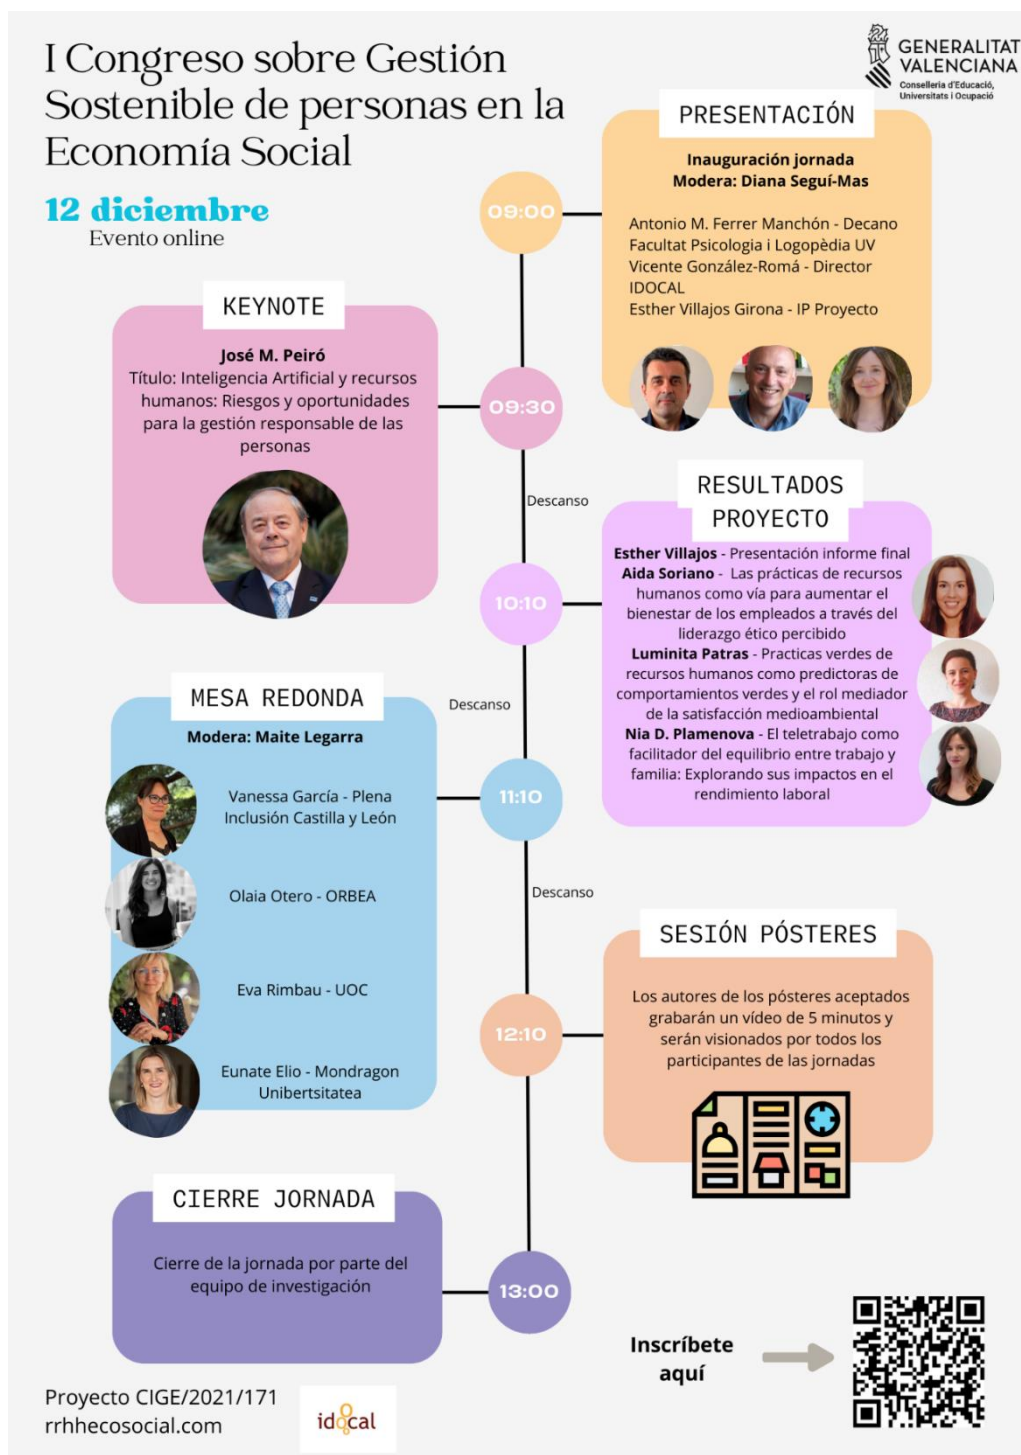 I Congreso sobre Gestión
Sostenible de personas en la
Economía Social
12 diciembre
Evento online
GENERALITAT
VALENCIANA
Conselleria d'Educació,
Universitats i Ocupació
PRESENTACIÓN
Inauguración jornada
Modera: Diana Seguí-Mas
09:00
Antonio M. Ferrer Manchón - Decano
Facultat Psicologia i Logopèdia UV
Vicente González-Romá - Director
IDOCAL
Esther Villajos Girona - IP Proyecto
KEYNOTE
José M. Peiró
Título: Inteligencia Artificial y recursos
humanos: Riesgos y oportunidades
para la gestión responsable de las
personas
09:30
Descanso
RESULTADOS
PROYECTO
Esther Villajos - Presentación informe final
Aida Soriano - Las prácticas de recursos
humanos como vía para aumentar el
bienestar de los empleados a través del
liderazgo ético percibido
Luminita Patras - Practicas verdes de
recursos humanos como predictoras de
comportamientos verdes y el rol mediador
de la satisfacción medioambiental
Nia D. Plamenova - El teletrabajo como
facilitador del equilibrio entre trabajo y
familia: Explorando sus impactos en el
rendimiento laboral
10:10
Descanso
MESA REDONDA
Modera: Maite Legarra
Vanessa García - Plena
Inclusión Castilla y León
Olaia Otero - ORBEA
Eva Rimbau - UOC
Eunate Elio - Mondragon
Unibertsitatea
11:10
Descanso
SESIÓN PÓSTERES
Los autores de los pósteres aceptados
grabarán un vídeo de 5 minutos y
serán visionados por todos los
participantes de las jornadas
12:10
CIERRE JORNADA
Cierre de la jornada por parte del
equipo de investigación
13:00
Inscríbete
aquí
Proyecto CIGE/2021/171
rrhhecosocial.com
idocal